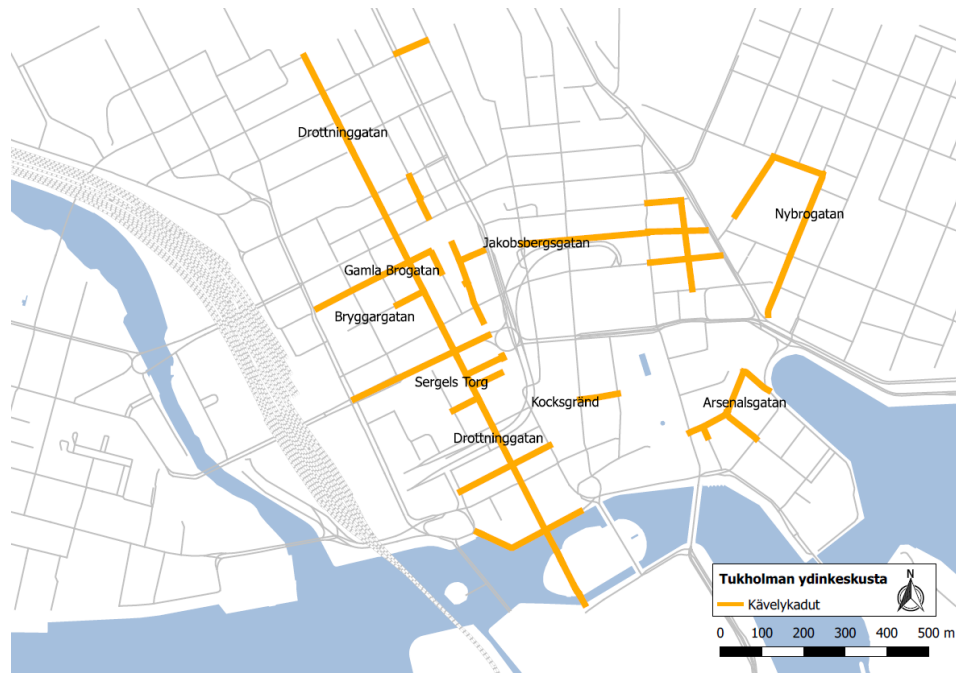 Drottninggatan
Nybrogatan
Jakobsbergsgatan
Gamla Brogatan
Bryggargatan
Sergels Torg
Kocksgränd
Arsenalsgatan
Drottninggatan
Tukholman ydinkeskusta
N
Kävelykadut
0 100 200 300 400 500 m